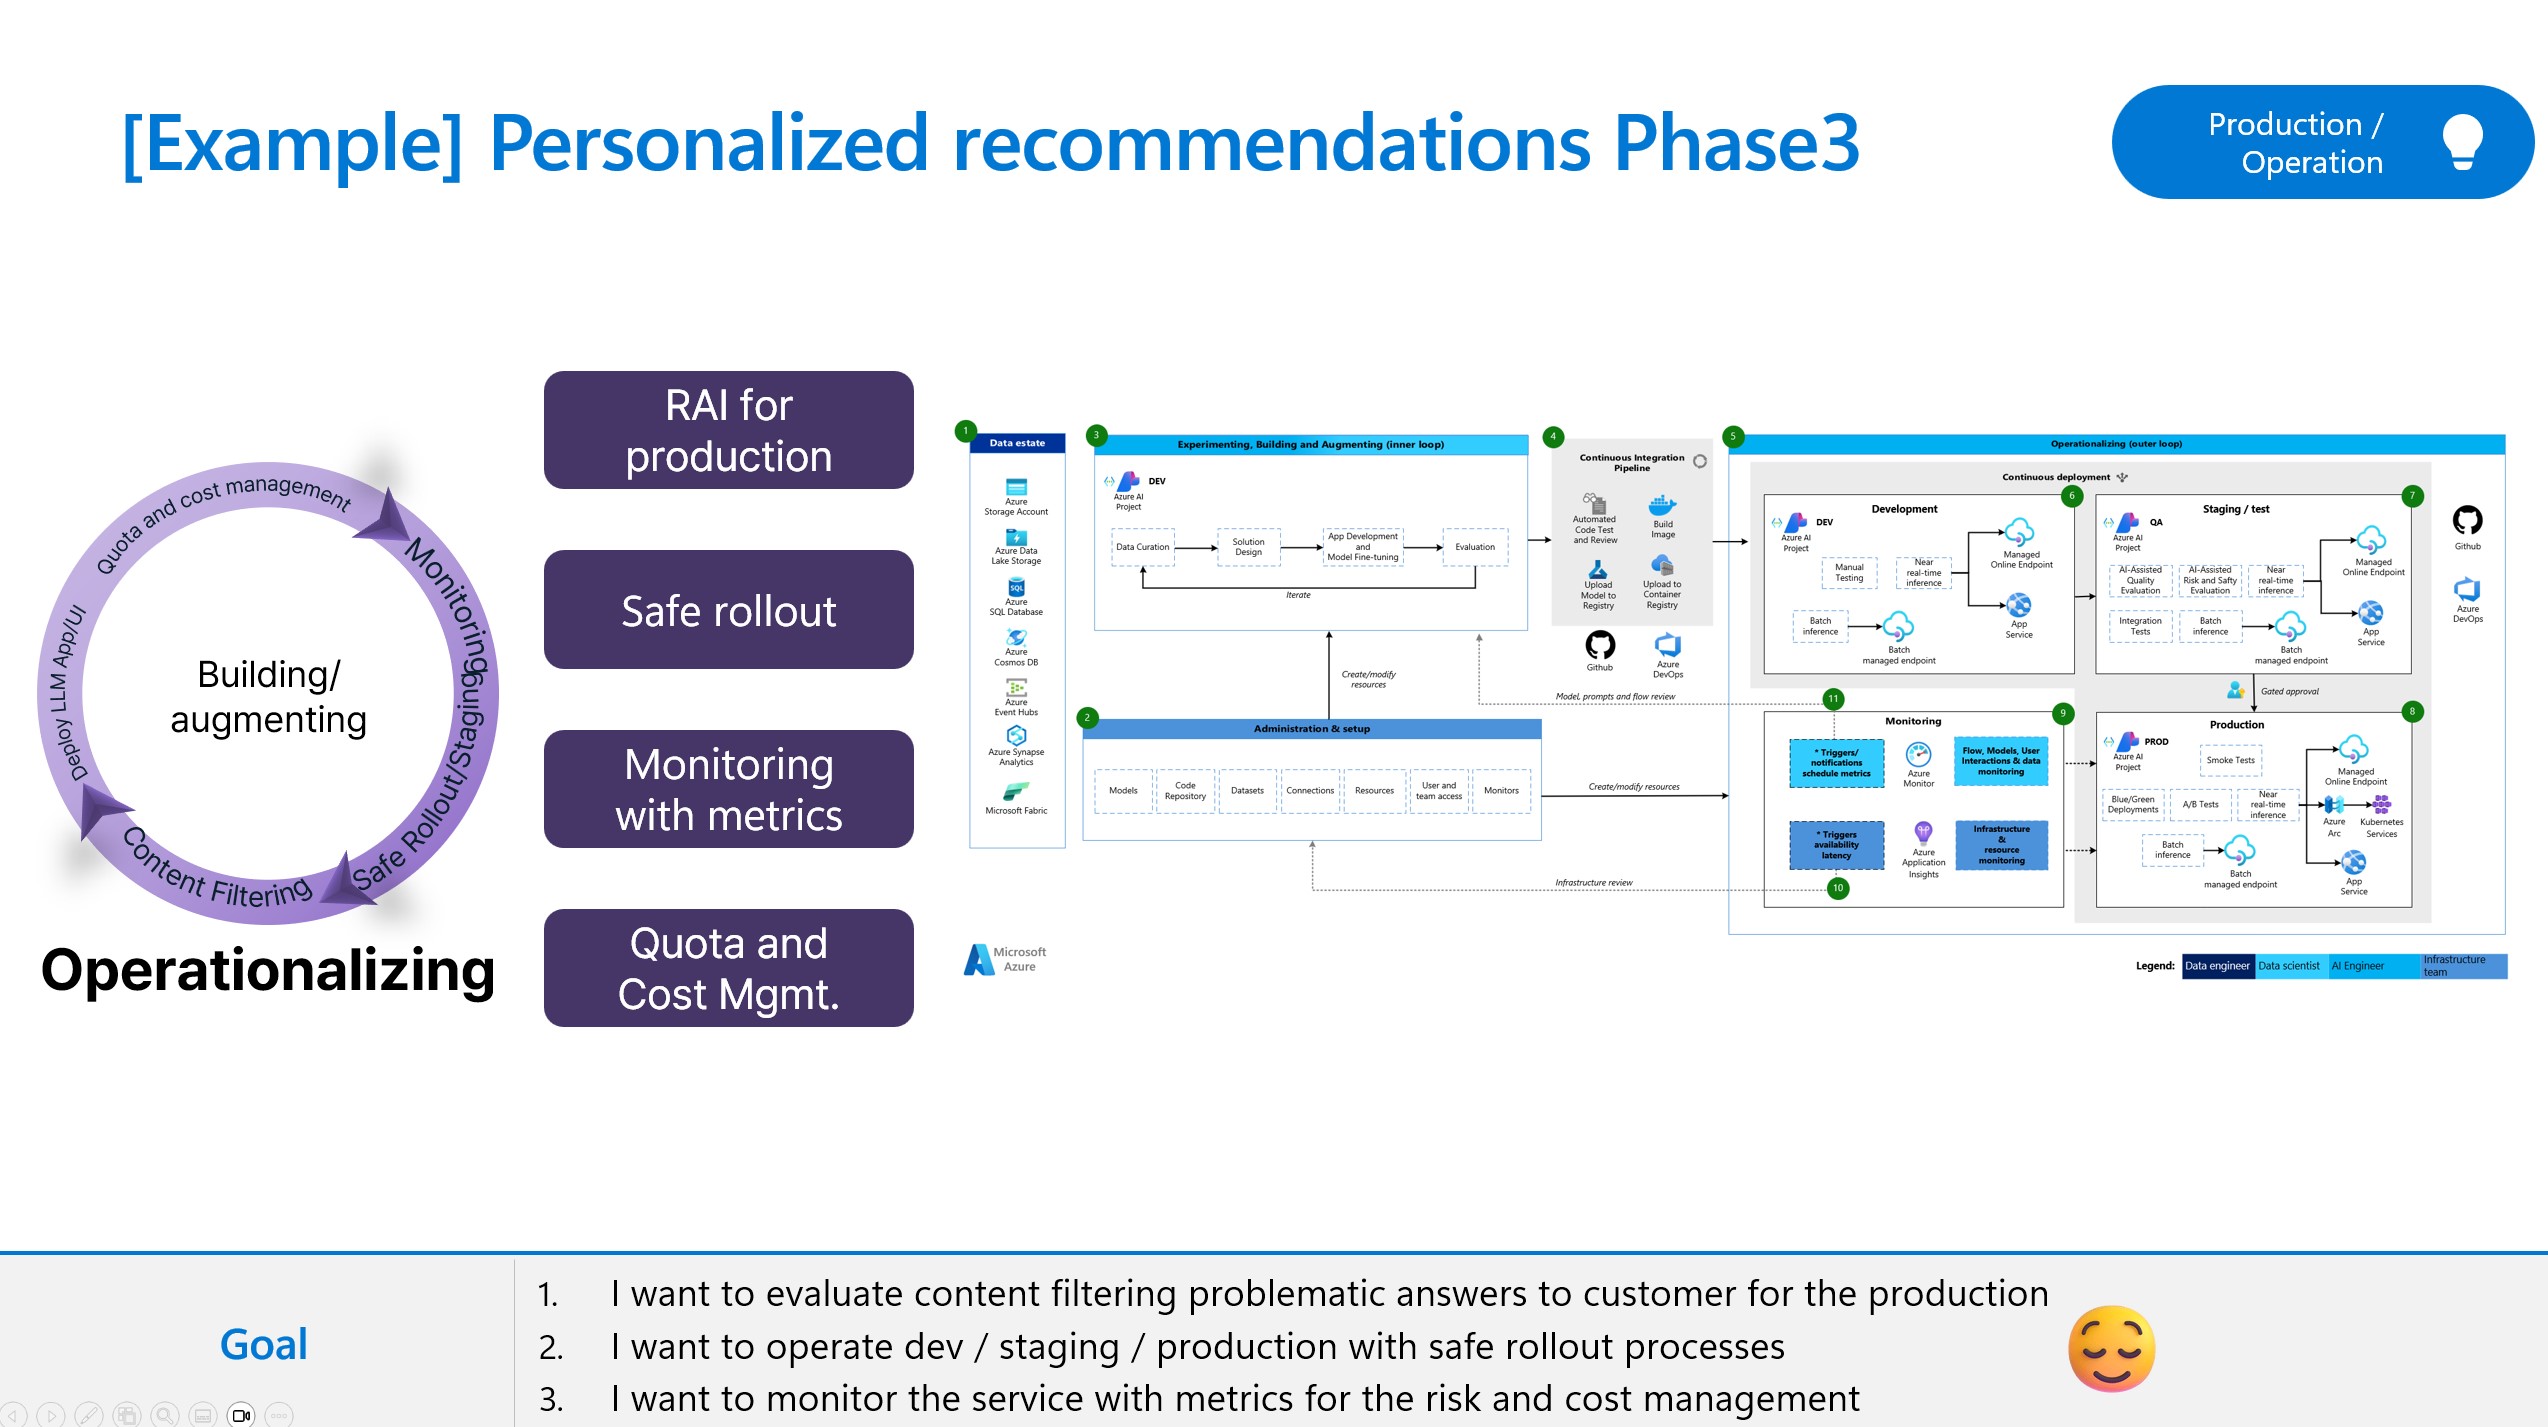 [Example] Personalized recommendations Phase3
Production /
Operation
Quota and cost management
Monitoring
Safe Rollout/Staging
Content Filtering
Deploy LLM App/UI
Building/
augmenting
Operationalizing
RAI for
production
Safe rollout
Monitoring
with metrics
Quota and
Cost Mgmt.
1
Data estate
Azure
Storage Account
Azure Data
Lake Storage
SQL
Azure
SQL Database
Azure
Cosmos DB
Azure
Event Hubs
Azure Synapse
Analytics
Microsoft Fabric
3
Experimenting, Building and Augmenting (inner loop)
Azure AI
Project
DEV
Data Curation
Solution
Design
App Development
and
Model Fine-tuning
Evaluation
Iterate
Create/modify
resources
2
Administration & setup
Models
Code
Repository
Datasets
Connections
Resources
User and
team access
Monitors
Create/modify resources
Infrastructure review
4
Continuous Integration
Pipeline
Automated
Code Test
and Review
Build
Image
Upload
Model to
Registry
Upload to
Container
Registry
Github
Azure
DevOps
Model, prompts and flow review
5
Operationalizing (outer loop)
Continuous deployment
6
Development
Azure AI
Project
DEV
Manual
Testing
Near
real-time
inference
Managed
Online Endpoint
App
Service
Batch
inference
Batch
managed endpoint
7
Staging / test
Azure AI
Project
QA
AI-Assisted
Quality
Evaluation
AI-Assisted
Risk and Safty
Evaluation
Near
real-time
inference
Managed
Online Endpoint
Integration
Tests
Batch
inference
Batch
managed endpoint
App
Service
Github
Azure
DevOps
Gated approval
11
9
Monitoring
* Triggers/
notifications
schedule metrics
Azure
Monitor
Flow, Models, User
Interactions & data
monitoring
* Triggers
availability
latency
Azure
Application
Insights
Infrastructure
&
resource
monitoring
10
8
Production
Azure AI
Project
PROD
Smoke Tests
Managed
Online Endpoint
Blue/Green
Deployments
A/B Tests
Near
real-time
inference
Azure
Arc
Kubernetes
Services
Batch
inference
Batch
managed endpoint
App
Service
Microsoft
Azure
Legend:
Data engineer
Data scientist
AI Engineer
Infrastructure
team
Goal
1. I want to evaluate content filtering problematic answers to customer for the production
2. I want to operate dev / staging / production with safe rollout processes
3. I want to monitor the service with metrics for the risk and cost management